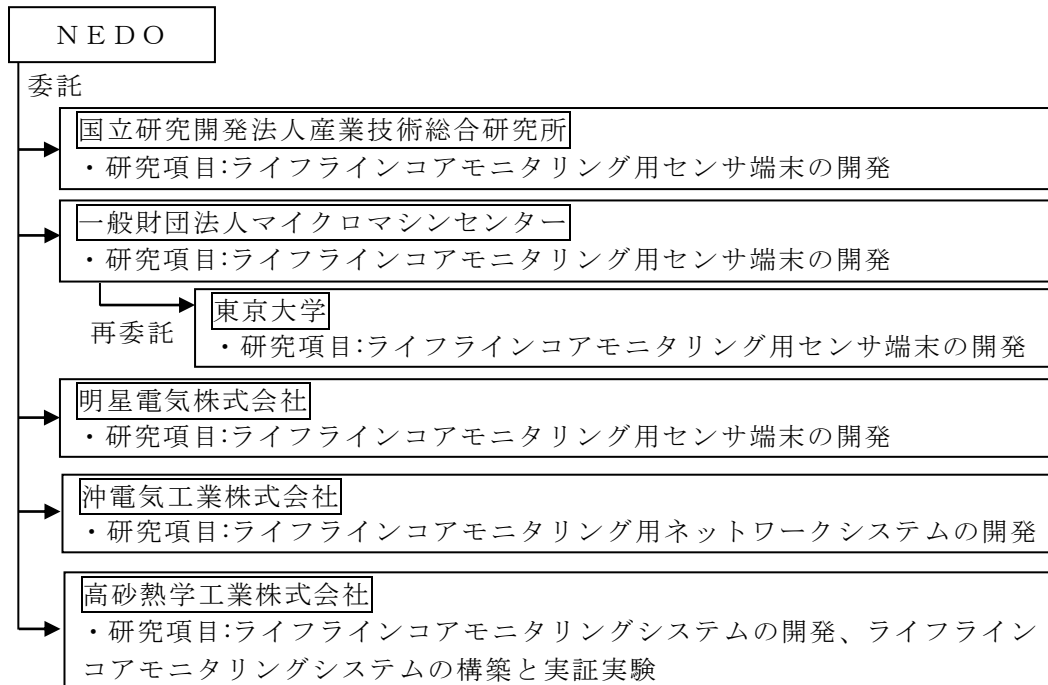 NEDO
委託
国立研究開発法人産業技術総合研究所
・研究項目:ライフラインコアモニタリング用センサ端末の開発
一般財団法人マイクロマシンセンター
・研究項目:ライフラインコアモニタリング用センサ端末の開発
再委託
東京大学
・研究項目:ライフラインコアモニタリング用センサ端末の開発
明星電気株式会社
・研究項目:ライフラインコアモニタリング用センサ端末の開発
沖電気工業株式会社
・研究項目:ライフラインコアモニタリング用ネットワークシステムの開発
高砂熱学工業株式会社
・研究項目:ライフラインコアモニタリングシステムの開発、ライフライン
コアモニタリングシステムの構築と実証実験